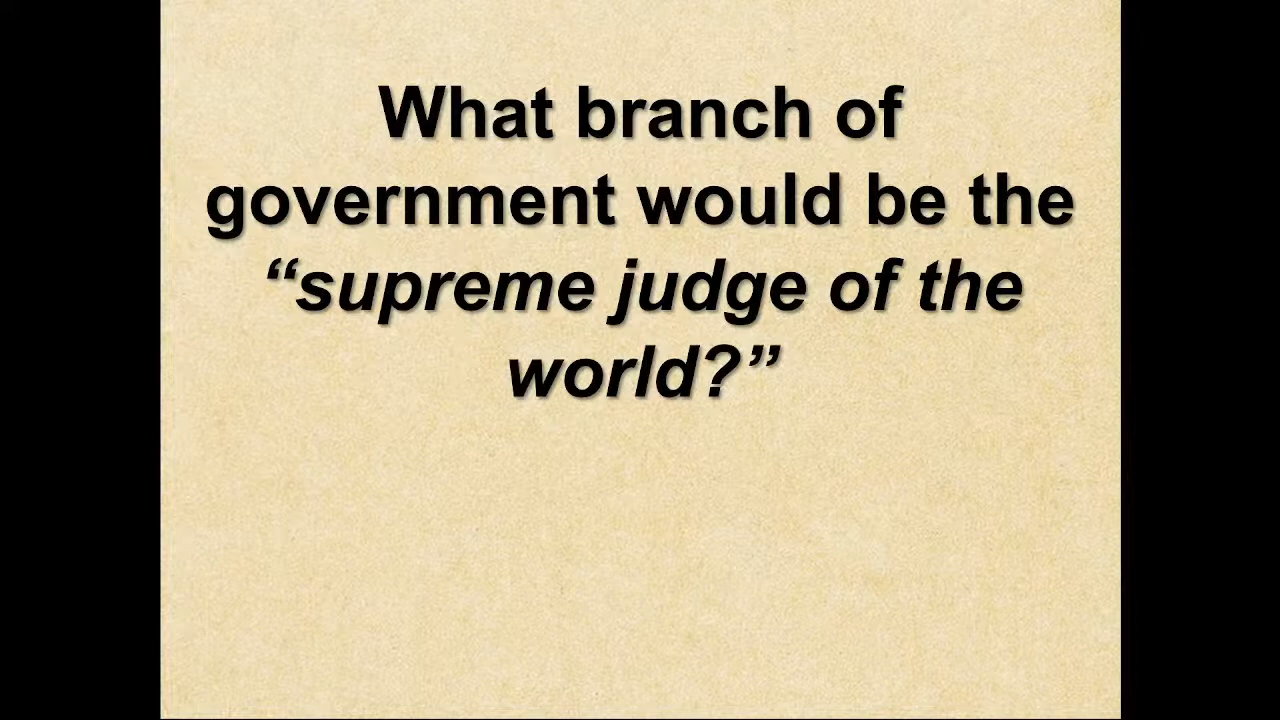 What branch of
government would be the
“supreme judge of the
world?”